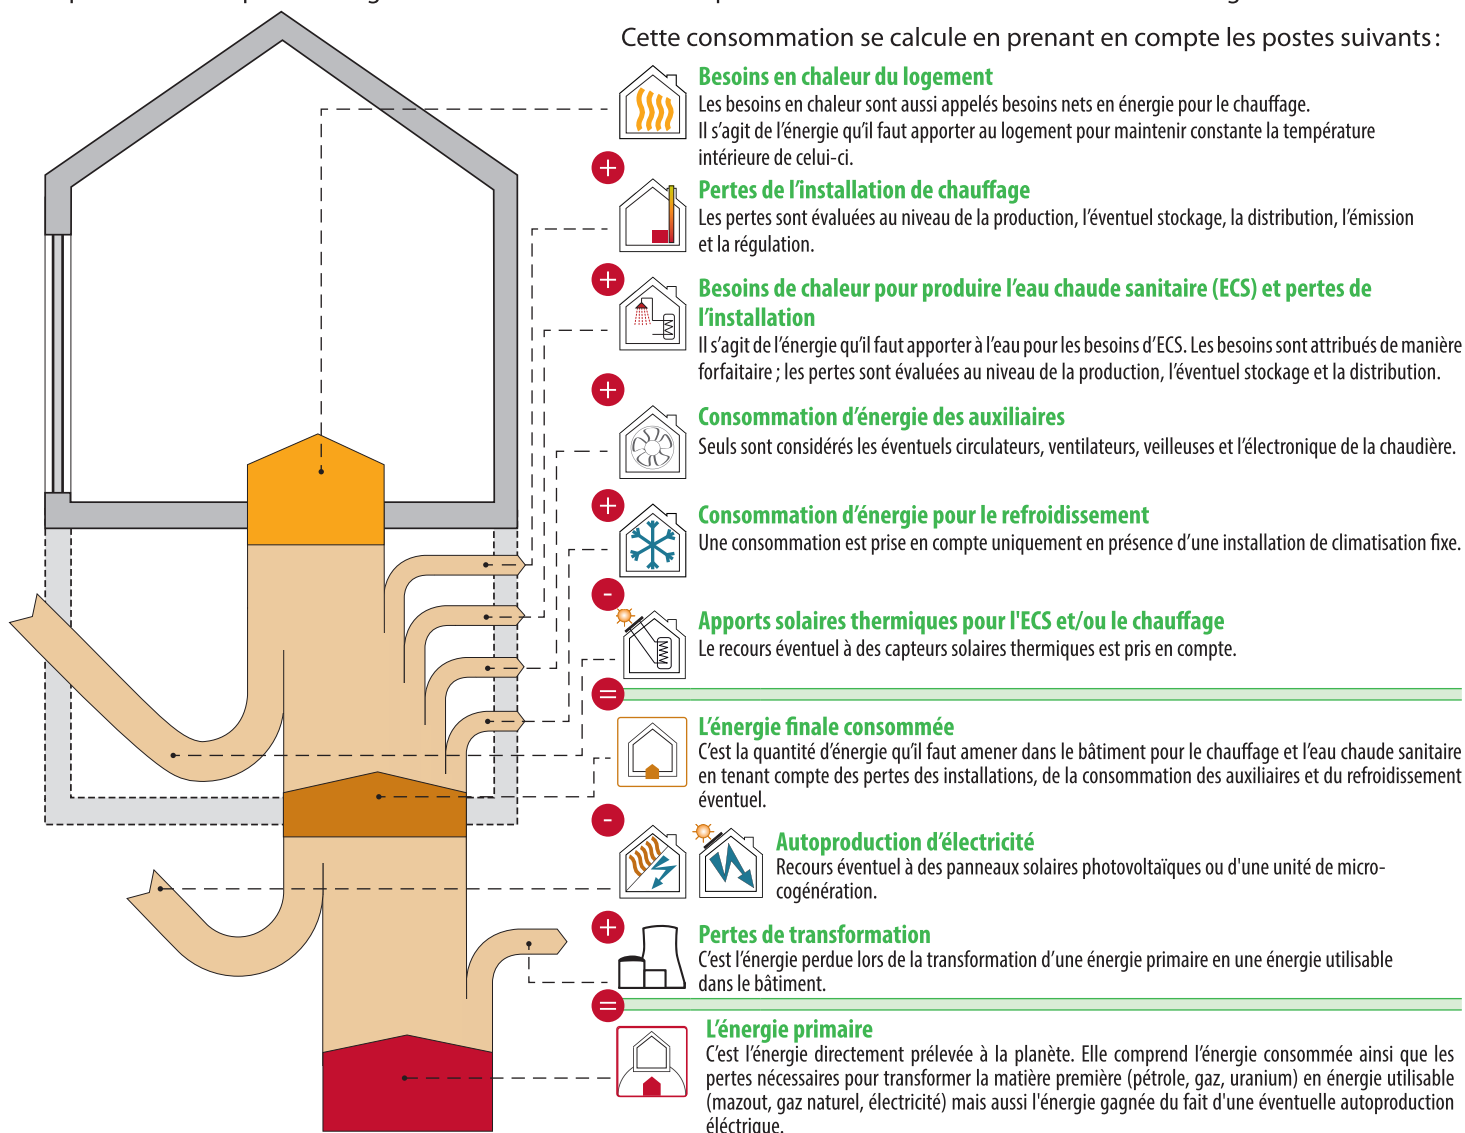 Cette consommation se calcule en prenant en compte les postes suivants :
Besoins en chaleur du logement
Les besoins en chaleur sont aussi appelés besoins nets en énergie pour le chauffage.
Il s'agit de l'énergie qu'il faut apporter au logement pour maintenir constante la température
intérieure de celui-ci.
+
Pertes de l'installation de chauffage
Les pertes sont évaluées au niveau de la production, l'éventuel stockage, la distribution, l'émission
et la régulation.
+
Besoins de chaleur pour produire l'eau chaude sanitaire (ECS) et pertes de
l'installation
Il s'agit de l'énergie qu'il faut apporter à l'eau pour les besoins d'ECS. Les besoins sont attribués de manière
forfaitaire ; les pertes sont évaluées au niveau de la production, l'éventuel stockage et la distribution.
+
Consommation d'énergie des auxiliaires
Seuls sont considérés les éventuels circulateurs, ventilateurs, veilleuses et l'électronique de la chaudière.
+
Consommation d'énergie pour le refroidissement
Une consommation est prise en compte uniquement en présence d'une installation de climatisation fixe.
-
Apports solaires thermiques pour l'ECS et/ou le chauffage
Le recours éventuel à des capteurs solaires thermiques est pris en compte.
=
L'énergie finale consommée
C'est la quantité d'énergie qu'il faut amener dans le bâtiment pour le chauffage et l'eau chaude sanitaire
en tenant compte des pertes des installations, de la consommation des auxiliaires et du refroidissement
éventuel.
-
Autoproduction d'électricité
Recours éventuel à des panneaux solaires photovoltaïques ou d'une unité de micro-
cogénération.
+
Pertes de transformation
C'est l'énergie perdue lors de la transformation d'une énergie primaire en une énergie utilisable
dans le bâtiment.
=
L'énergie primaire
C'est l'énergie directement prélevée à la planète. Elle comprend l'énergie consommée ainsi que les
pertes nécessaires pour transformer la matière première (pétrole, gaz, uranium) en énergie utilisable
(mazout, gaz naturel, électricité) mais aussi l'énergie gagnée du fait d'une éventuelle autoproduction
éléctrique.